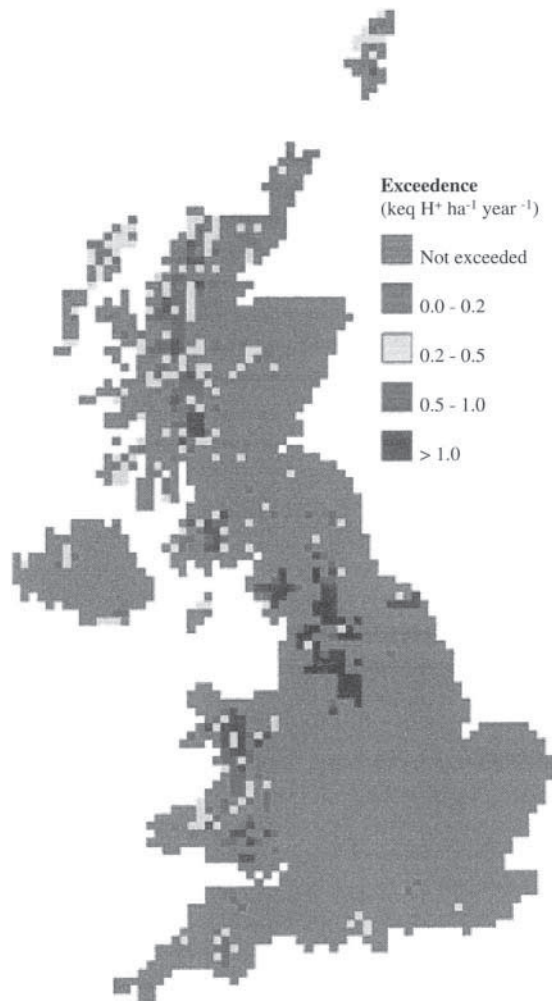 Exceedence
(keq H⁺ ha⁻¹ year ⁻¹)
Not exceeded
0.0 - 0.2
0.2 - 0.5
0.5 - 1.0
> 1.0